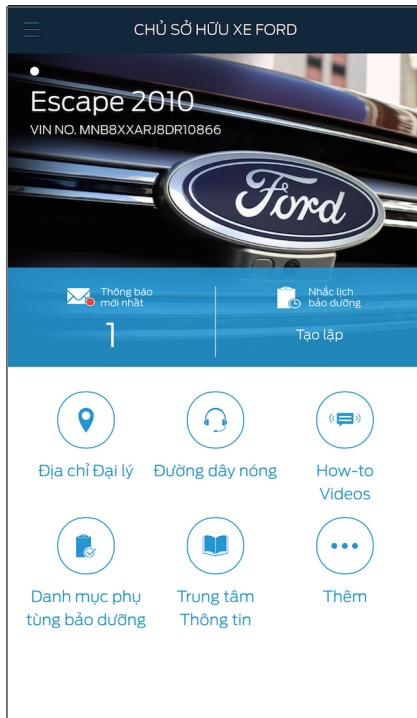 CHỦ SỞ HỮU XE FORD
Escape 2010
VIN NO. MNB8XXARJ8DR10866
Ford
Thông báo
mới nhất
1
Nhắc lịch
bảo dưỡng
Tạo lập
Địa chỉ Đại lý
Đường dây nóng
How-to
Videos
Danh mục phụ
tùng bảo dưỡng
Trung tâm
Thông tin
Thêm